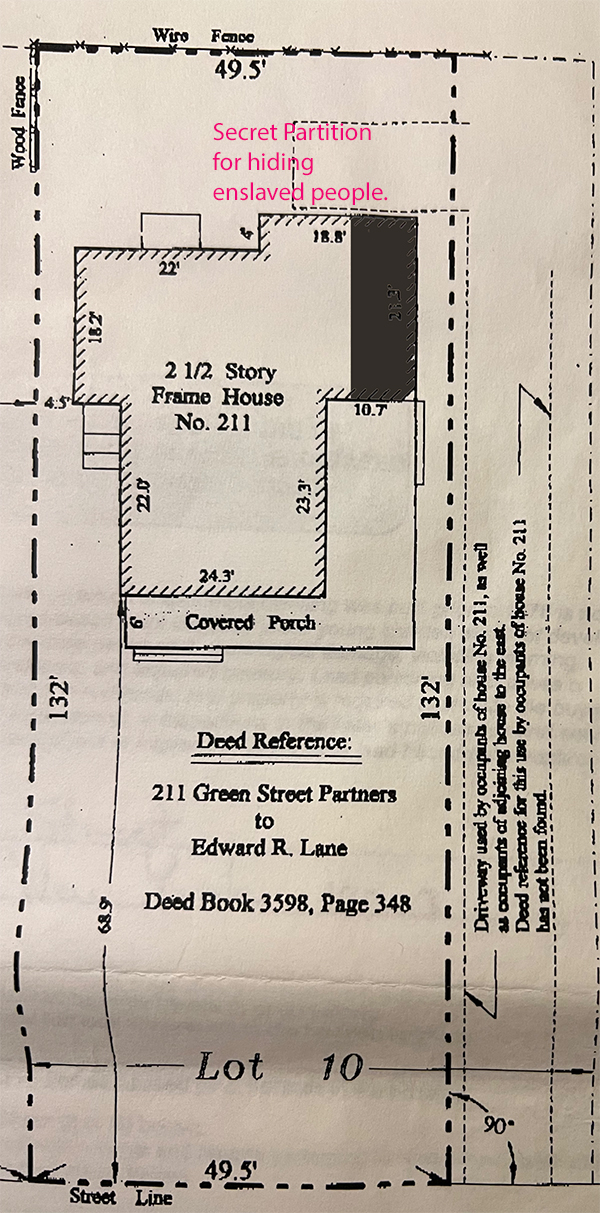 Wire Fence
49.5'
Wood Fence
Secret Partition
for hiding
enslaved people.
4'
18.8'
22'
18.2'
21.3'
2 1/2 Story
Frame House
No. 211
4.5'
10.7'
22.0'
23.3'
24.3'
6'
Covered Porch
132'
132'
Driveway used by occupants of house No. 211, as well
as occupants of adjoining house to the east.
Deed reference for this use by occupants of house No. 211
has not been found.
Deed Reference:
211 Green Street Partners
to
Edward R. Lane
Deed Book 3598, Page 348
68.9'
Lot 10
90°
49.5'
Street Line